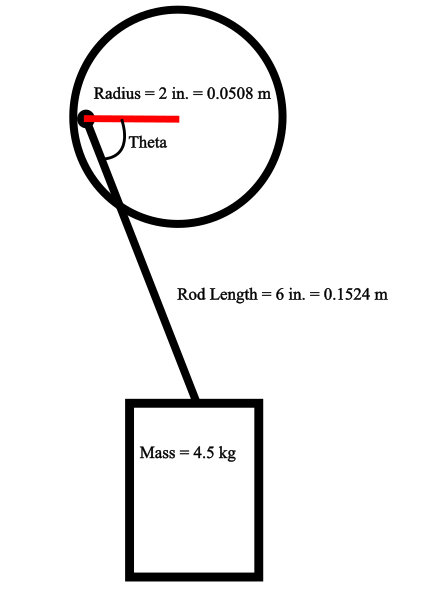 Radius = 2 in. = 0.0508 m
Theta
Rod Length = 6 in. = 0.1524 m
Mass = 4.5 kg